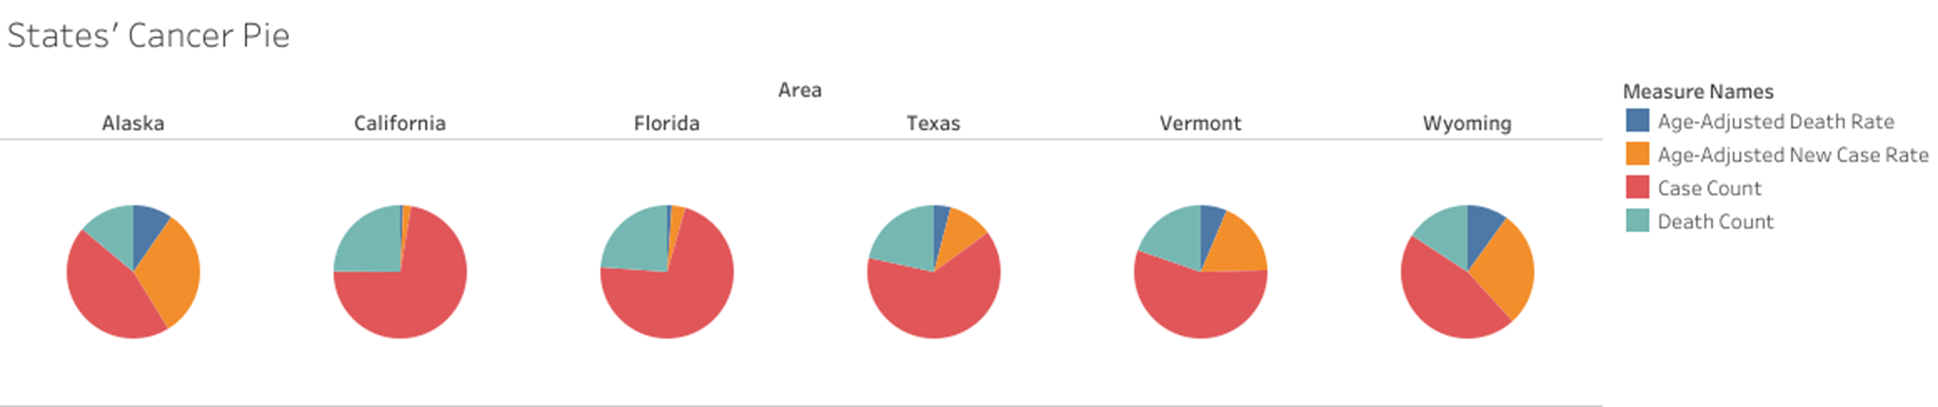 States’ Cancer Pie
Area
Alaska California Florida Texas Vermont Wyoming
Measure Names
Age-Adjusted Death Rate
Age-Adjusted New Case Rate
Case Count
Death Count